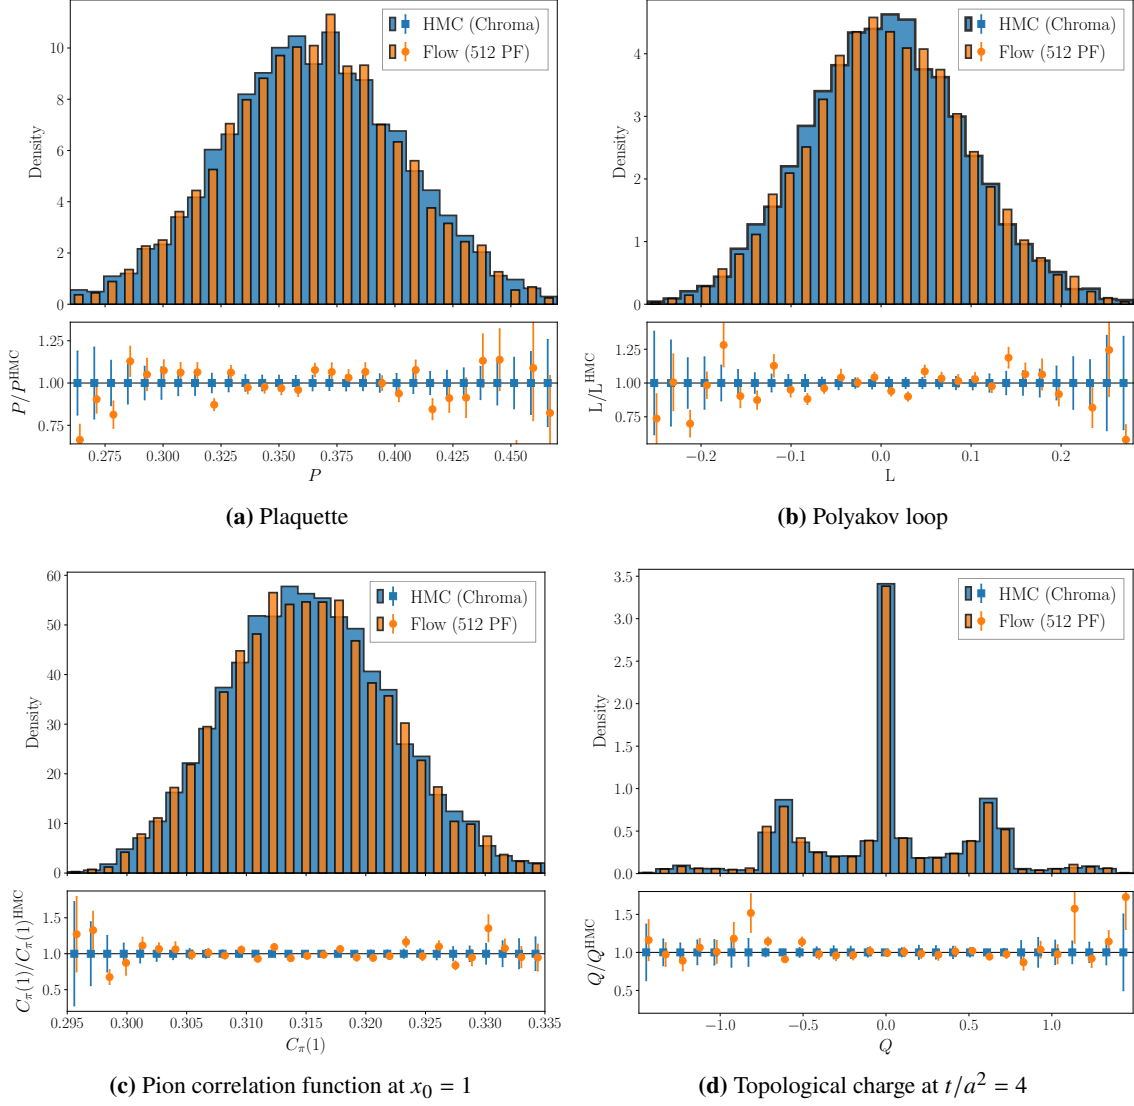 HMC (Chroma)
Flow (512 PF)
Density
10
8
6
4
2
0
P/P^HMC
1.25
1.00
0.75
0.275 0.300 0.325 0.350 0.375 0.400 0.425 0.450
P
(a) Plaquette
HMC (Chroma)
Flow (512 PF)
Density
4
3
2
1
0
L/L^HMC
1.25
1.00
0.75
−0.2 −0.1 0.0 0.1 0.2
L
(b) Polyakov loop
HMC (Chroma)
Flow (512 PF)
Density
60
50
40
30
20
10
0
C_π(1)/C_π(1)^HMC
1.5
1.0
0.5
0.295 0.300 0.305 0.310 0.315 0.320 0.325 0.330 0.335
C_π(1)
(c) Pion correlation function at x₀ = 1
HMC (Chroma)
Flow (512 PF)
Density
3.5
3.0
2.5
2.0
1.5
1.0
0.5
0.0
Q/Q^HMC
1.5
1.0
0.5
−1.0 −0.5 0.0 0.5 1.0
Q
(d) Topological charge at t/a² = 4